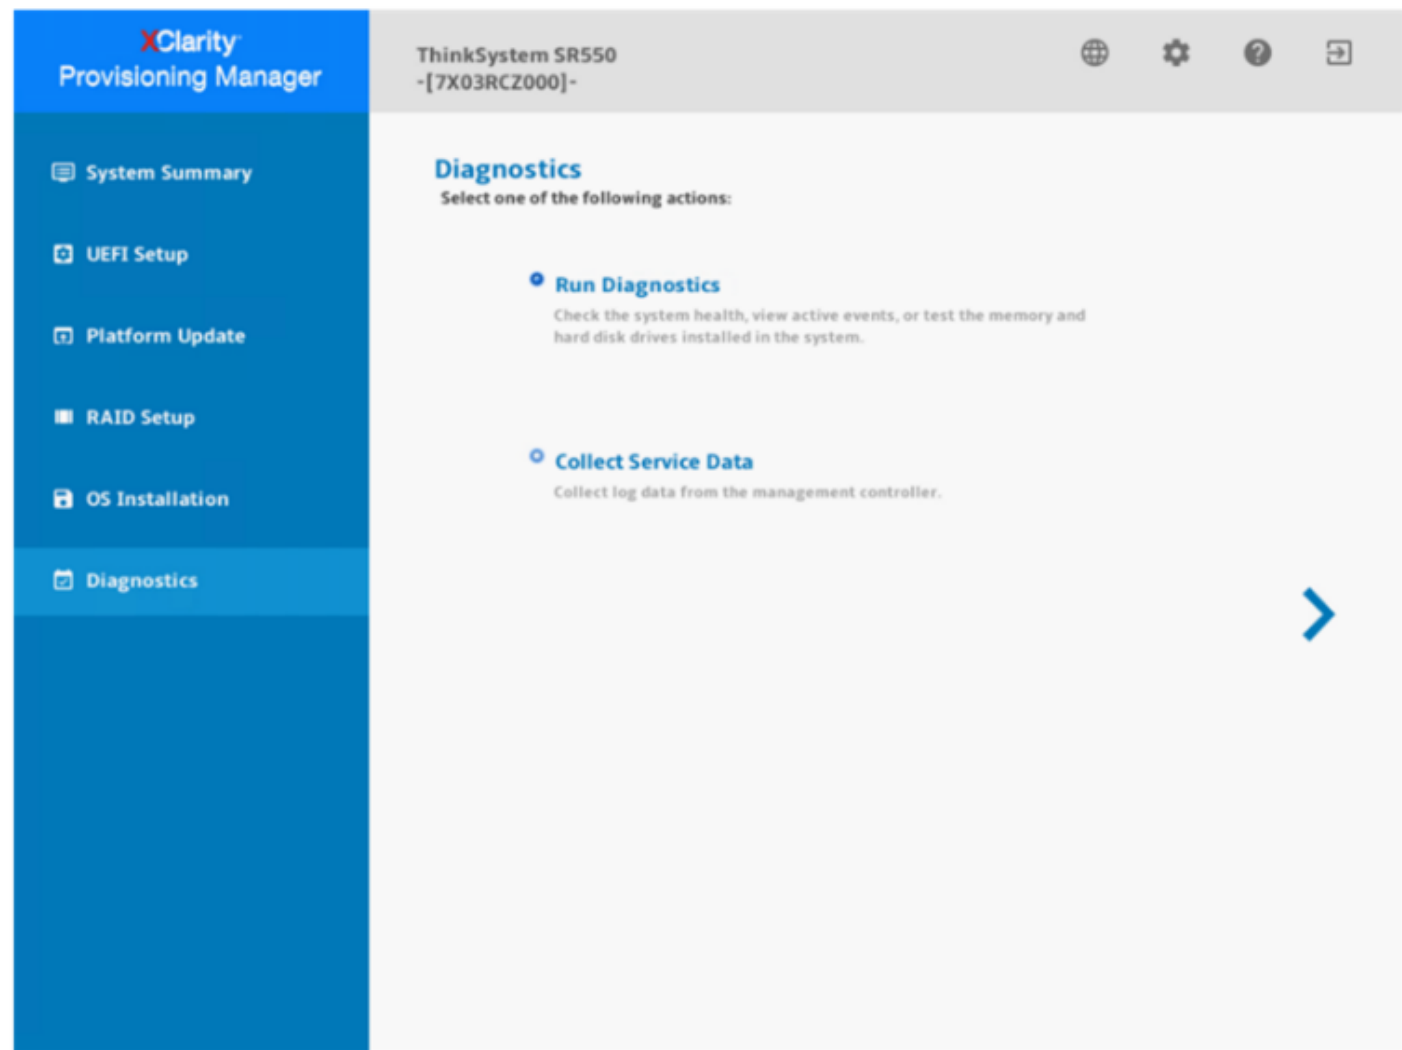 XClarity
Provisioning Manager
ThinkSystem SR550
-[7X03RCZ000]-
System Summary
UEFI Setup
Platform Update
RAID Setup
OS Installation
Diagnostics
Diagnostics
Select one of the following actions:
Run Diagnostics
Check the system health, view active events, or test the memory and
hard disk drives installed in the system.
Collect Service Data
Collect log data from the management controller.